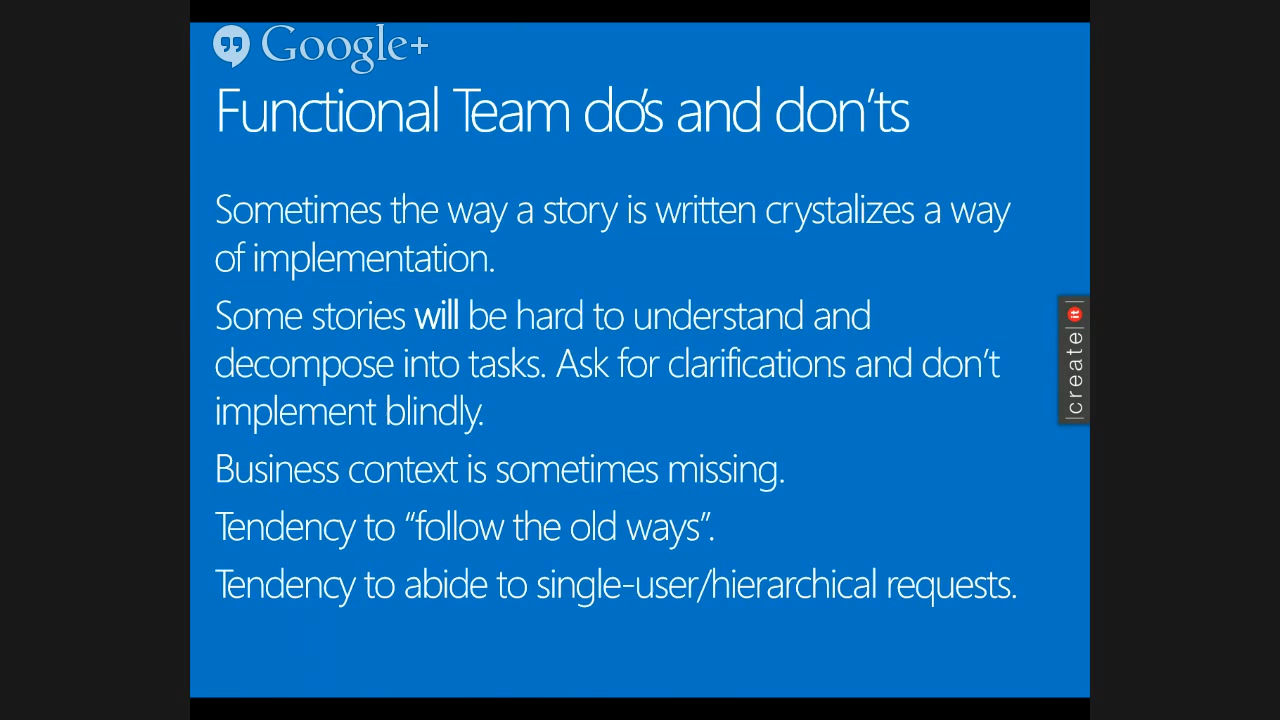 Google+
Functional Team do's and don'ts
Sometimes the way a story is written crystalizes a way
of implementation.
Some stories will be hard to understand and
decompose into tasks. Ask for clarifications and don't
implement blindly.
Business context is sometimes missing.
Tendency to “follow the old ways”.
Tendency to abide to single-user/hierarchical requests.
|create|it|